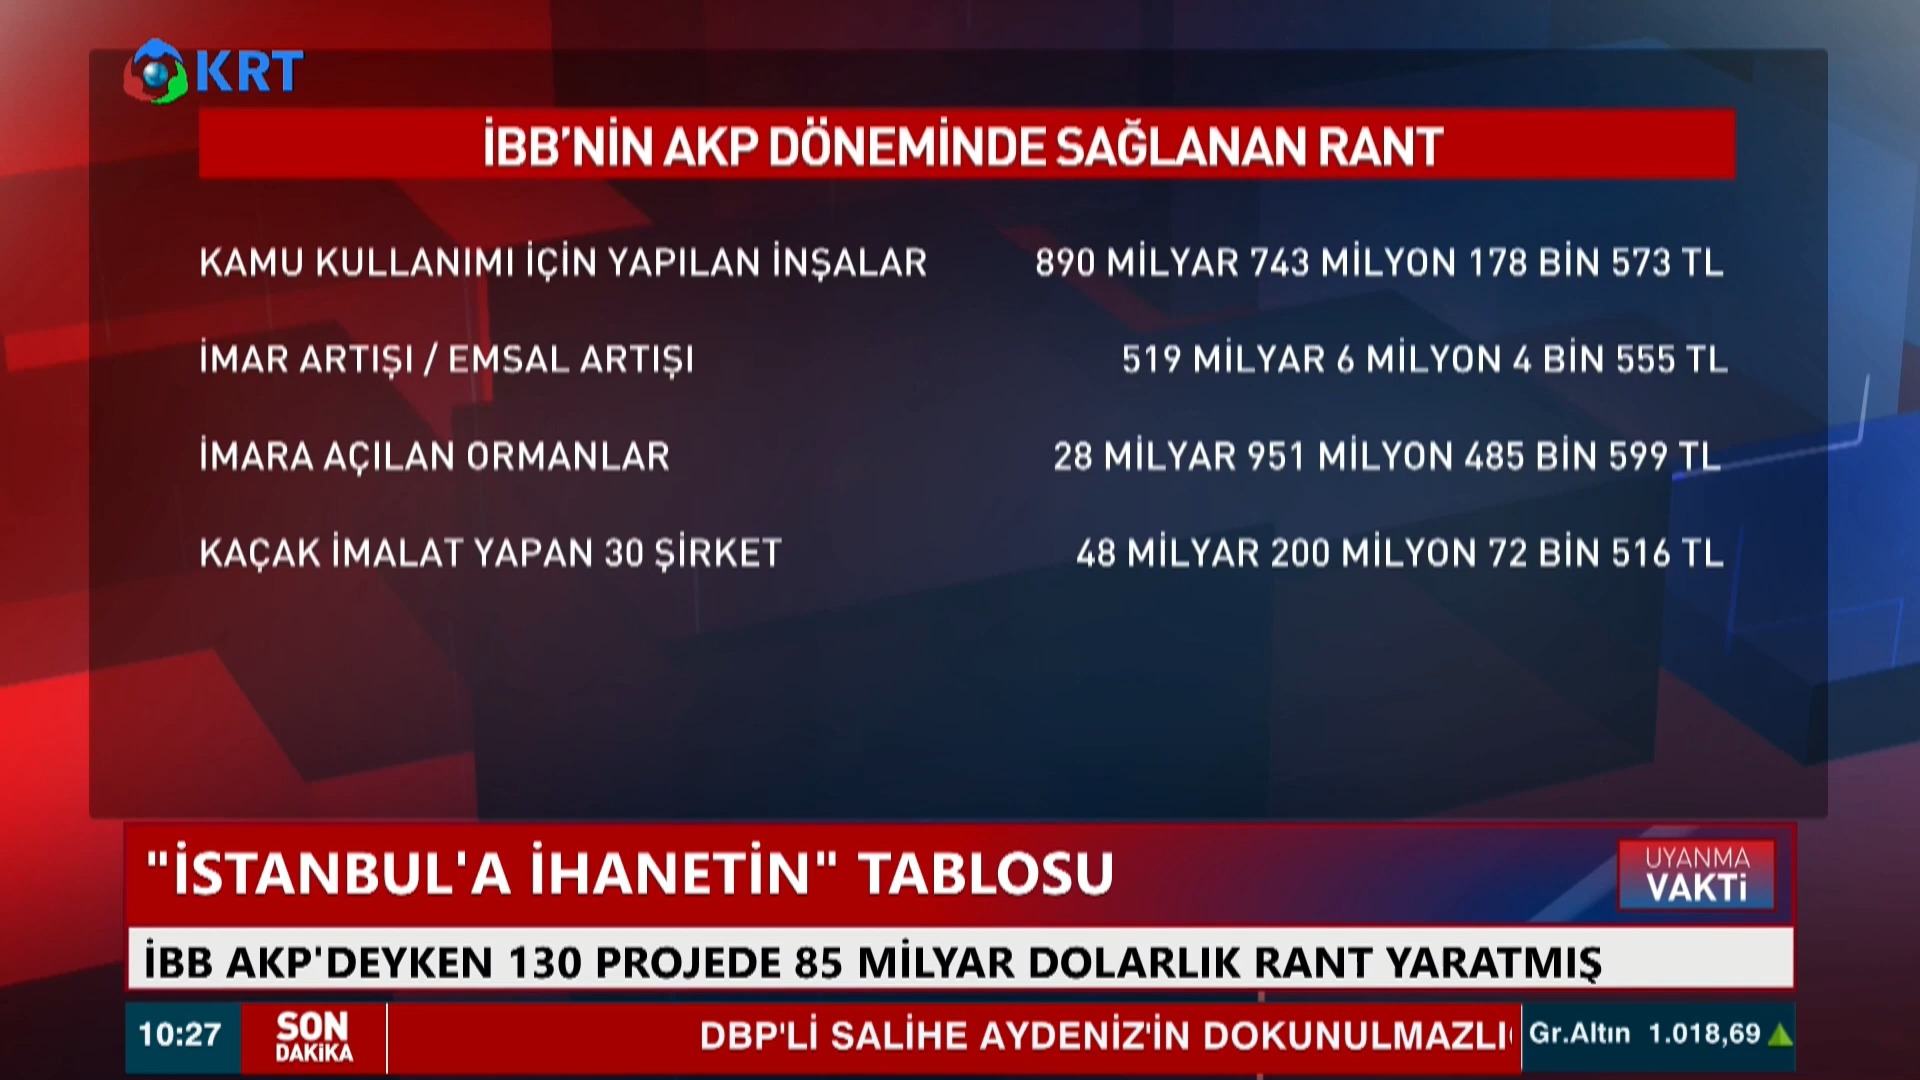 KRT
İBB'NİN AKP DÖNEMİNDE SAĞLANAN RANT
KAMU KULLANIMI İÇİN YAPILAN İNŞALAR 890 MİLYAR 743 MİLYON 178 BİN 573 TL
İMAR ARTIŞI / EMSAL ARTIŞI 519 MİLYAR 6 MİLYON 4 BİN 555 TL
İMARA AÇILAN ORMANLAR 28 MİLYAR 951 MİLYON 485 BİN 599 TL
KAÇAK İMALAT YAPAN 30 ŞİRKET 48 MİLYAR 200 MİLYON 72 BİN 516 TL
"İSTANBUL'A İHANETİN" TABLOSU
UYANMA
VAKTİ
İBB AKP'DEYKEN 130 PROJEDE 85 MİLYAR DOLARLIK RANT YARATMIŞ
10:27 SON DAKİKA DBP'Lİ SALİHE AYDENİZ'İN DOKUNULMAZLI Gr.Altın 1.018,69